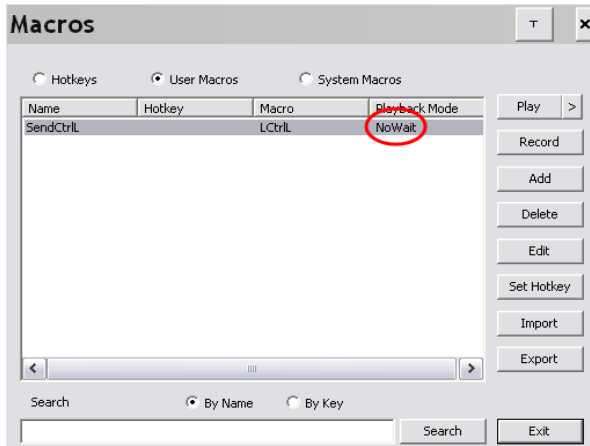 Macros
T
×
Hotkeys User Macros System Macros
Name Hotkey Macro Playback Mode
SendCtrlL LCtrlL NoWait
Play >
Record
Add
Delete
Edit
Set Hotkey
Import
Export
Search By Name By Key
Search Exit